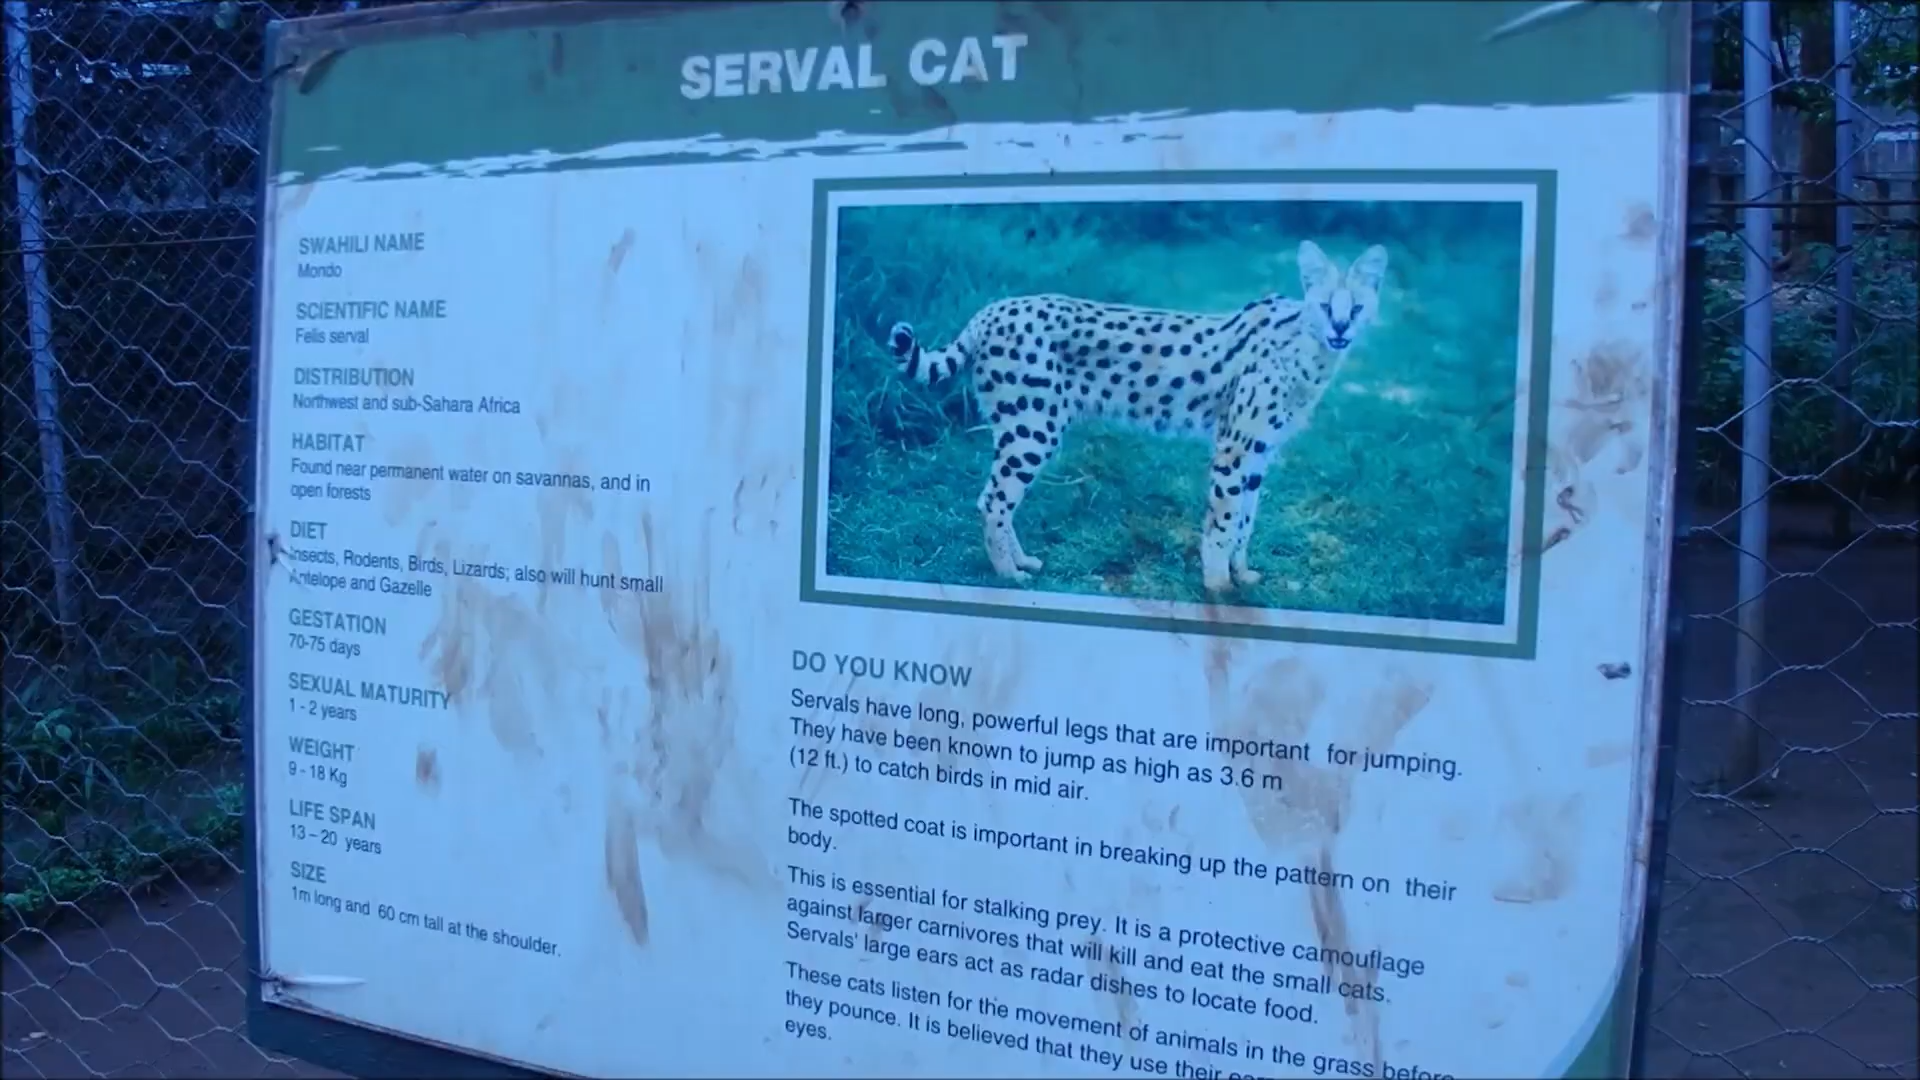 SERVAL CAT
SWAHILI NAME
Mondo
SCIENTIFIC NAME
Felis serval
DISTRIBUTION
Northwest and sub-Sahara Africa
HABITAT
Found near permanent water on savannas, and in
open forests
DIET
Insects, Rodents, Birds, Lizards; also will hunt small
Antelope and Gazelle
GESTATION
70-75 days
SEXUAL MATURITY
1 - 2 years
WEIGHT
9 - 18 Kg
LIFE SPAN
13 – 20 years
SIZE
1m long and 60 cm tall at the shoulder.
DO YOU KNOW
Servals have long, powerful legs that are important for jumping.
They have been known to jump as high as 3.6 m
(12 ft.) to catch birds in mid air.
The spotted coat is important in breaking up the pattern on their
body.
This is essential for stalking prey. It is a protective camouflage
against larger carnivores that will kill and eat the small cats.
Servals' large ears act as radar dishes to locate food.
These cats listen for the movement of animals in the grass before
they pounce. It is believed that they use their
eyes.